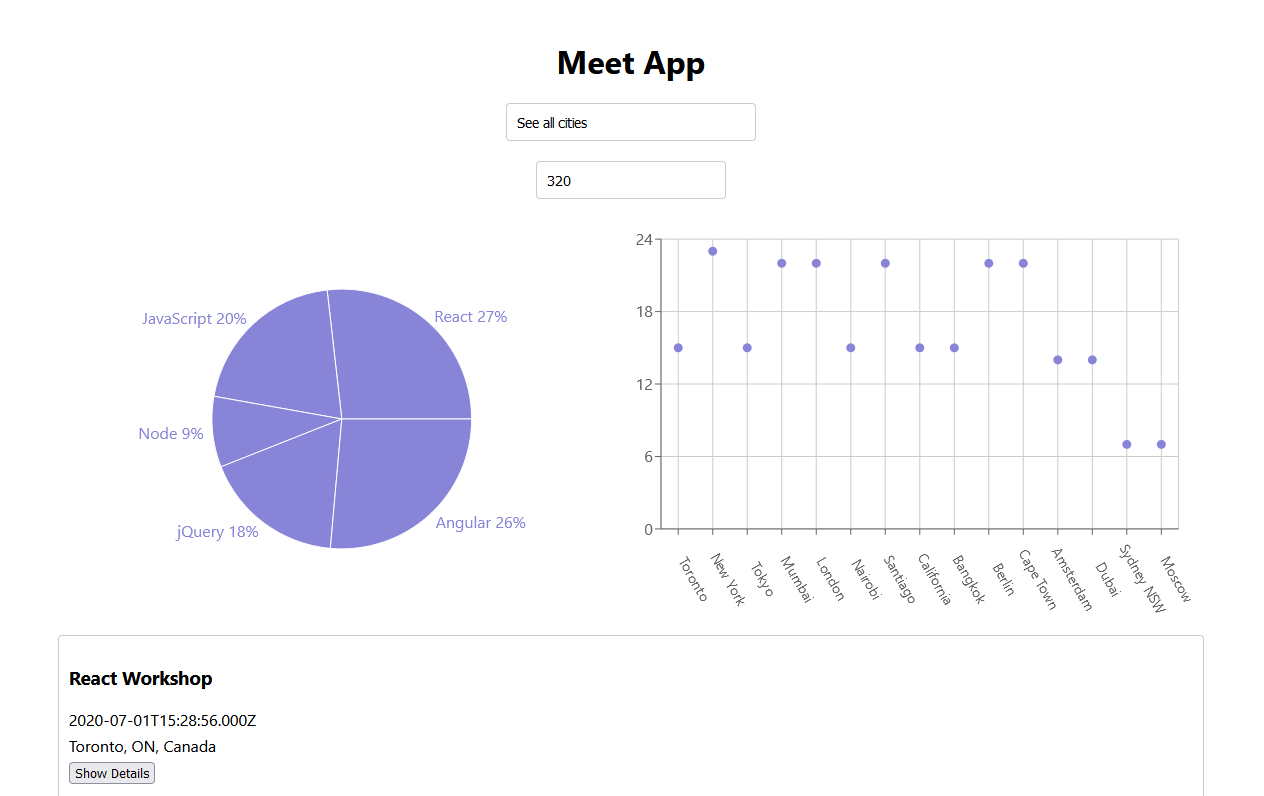 Meet App
See all cities
320
JavaScript 20%
React 27%
Node 9%
jQuery 18%
Angular 26%
24
18
12
6
0
Toronto
New York
Tokyo
Mumbai
London
Nairobi
Santiago
California
Bangkok
Berlin
Cape Town
Amsterdam
Dubai
Sydney NSW
Moscow
React Workshop
2020-07-01T15:28:56.000Z
Toronto, ON, Canada
Show Details